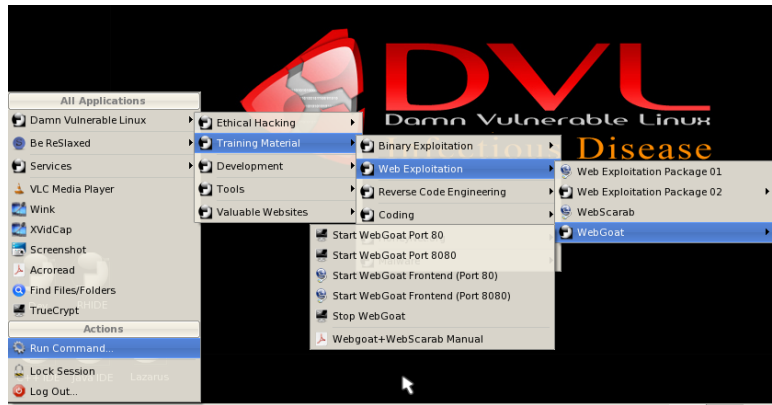 DVL
Damn Vulnerable Linux
Infectious Disease
All Applications
Damn Vulnerable Linux
Be ReSlaxed
Services
VLC Media Player
Wink
XVidCap
Screenshot
Acroread
Find Files/Folders
TrueCrypt
Actions
Run Command...
Lock Session
Log Out...
Ethical Hacking
Training Material
Development
Tools
Valuable Websites
Binary Exploitation
Web Exploitation
Reverse Code Engineering
Coding
Web Exploitation Package 01
Web Exploitation Package 02
WebScarab
WebGoat
Start WebGoat Port 80
Start WebGoat Port 8080
Start WebGoat Frontend (Port 80)
Start WebGoat Frontend (Port 8080)
Stop WebGoat
Webgoat+WebScarab Manual
Lazarus